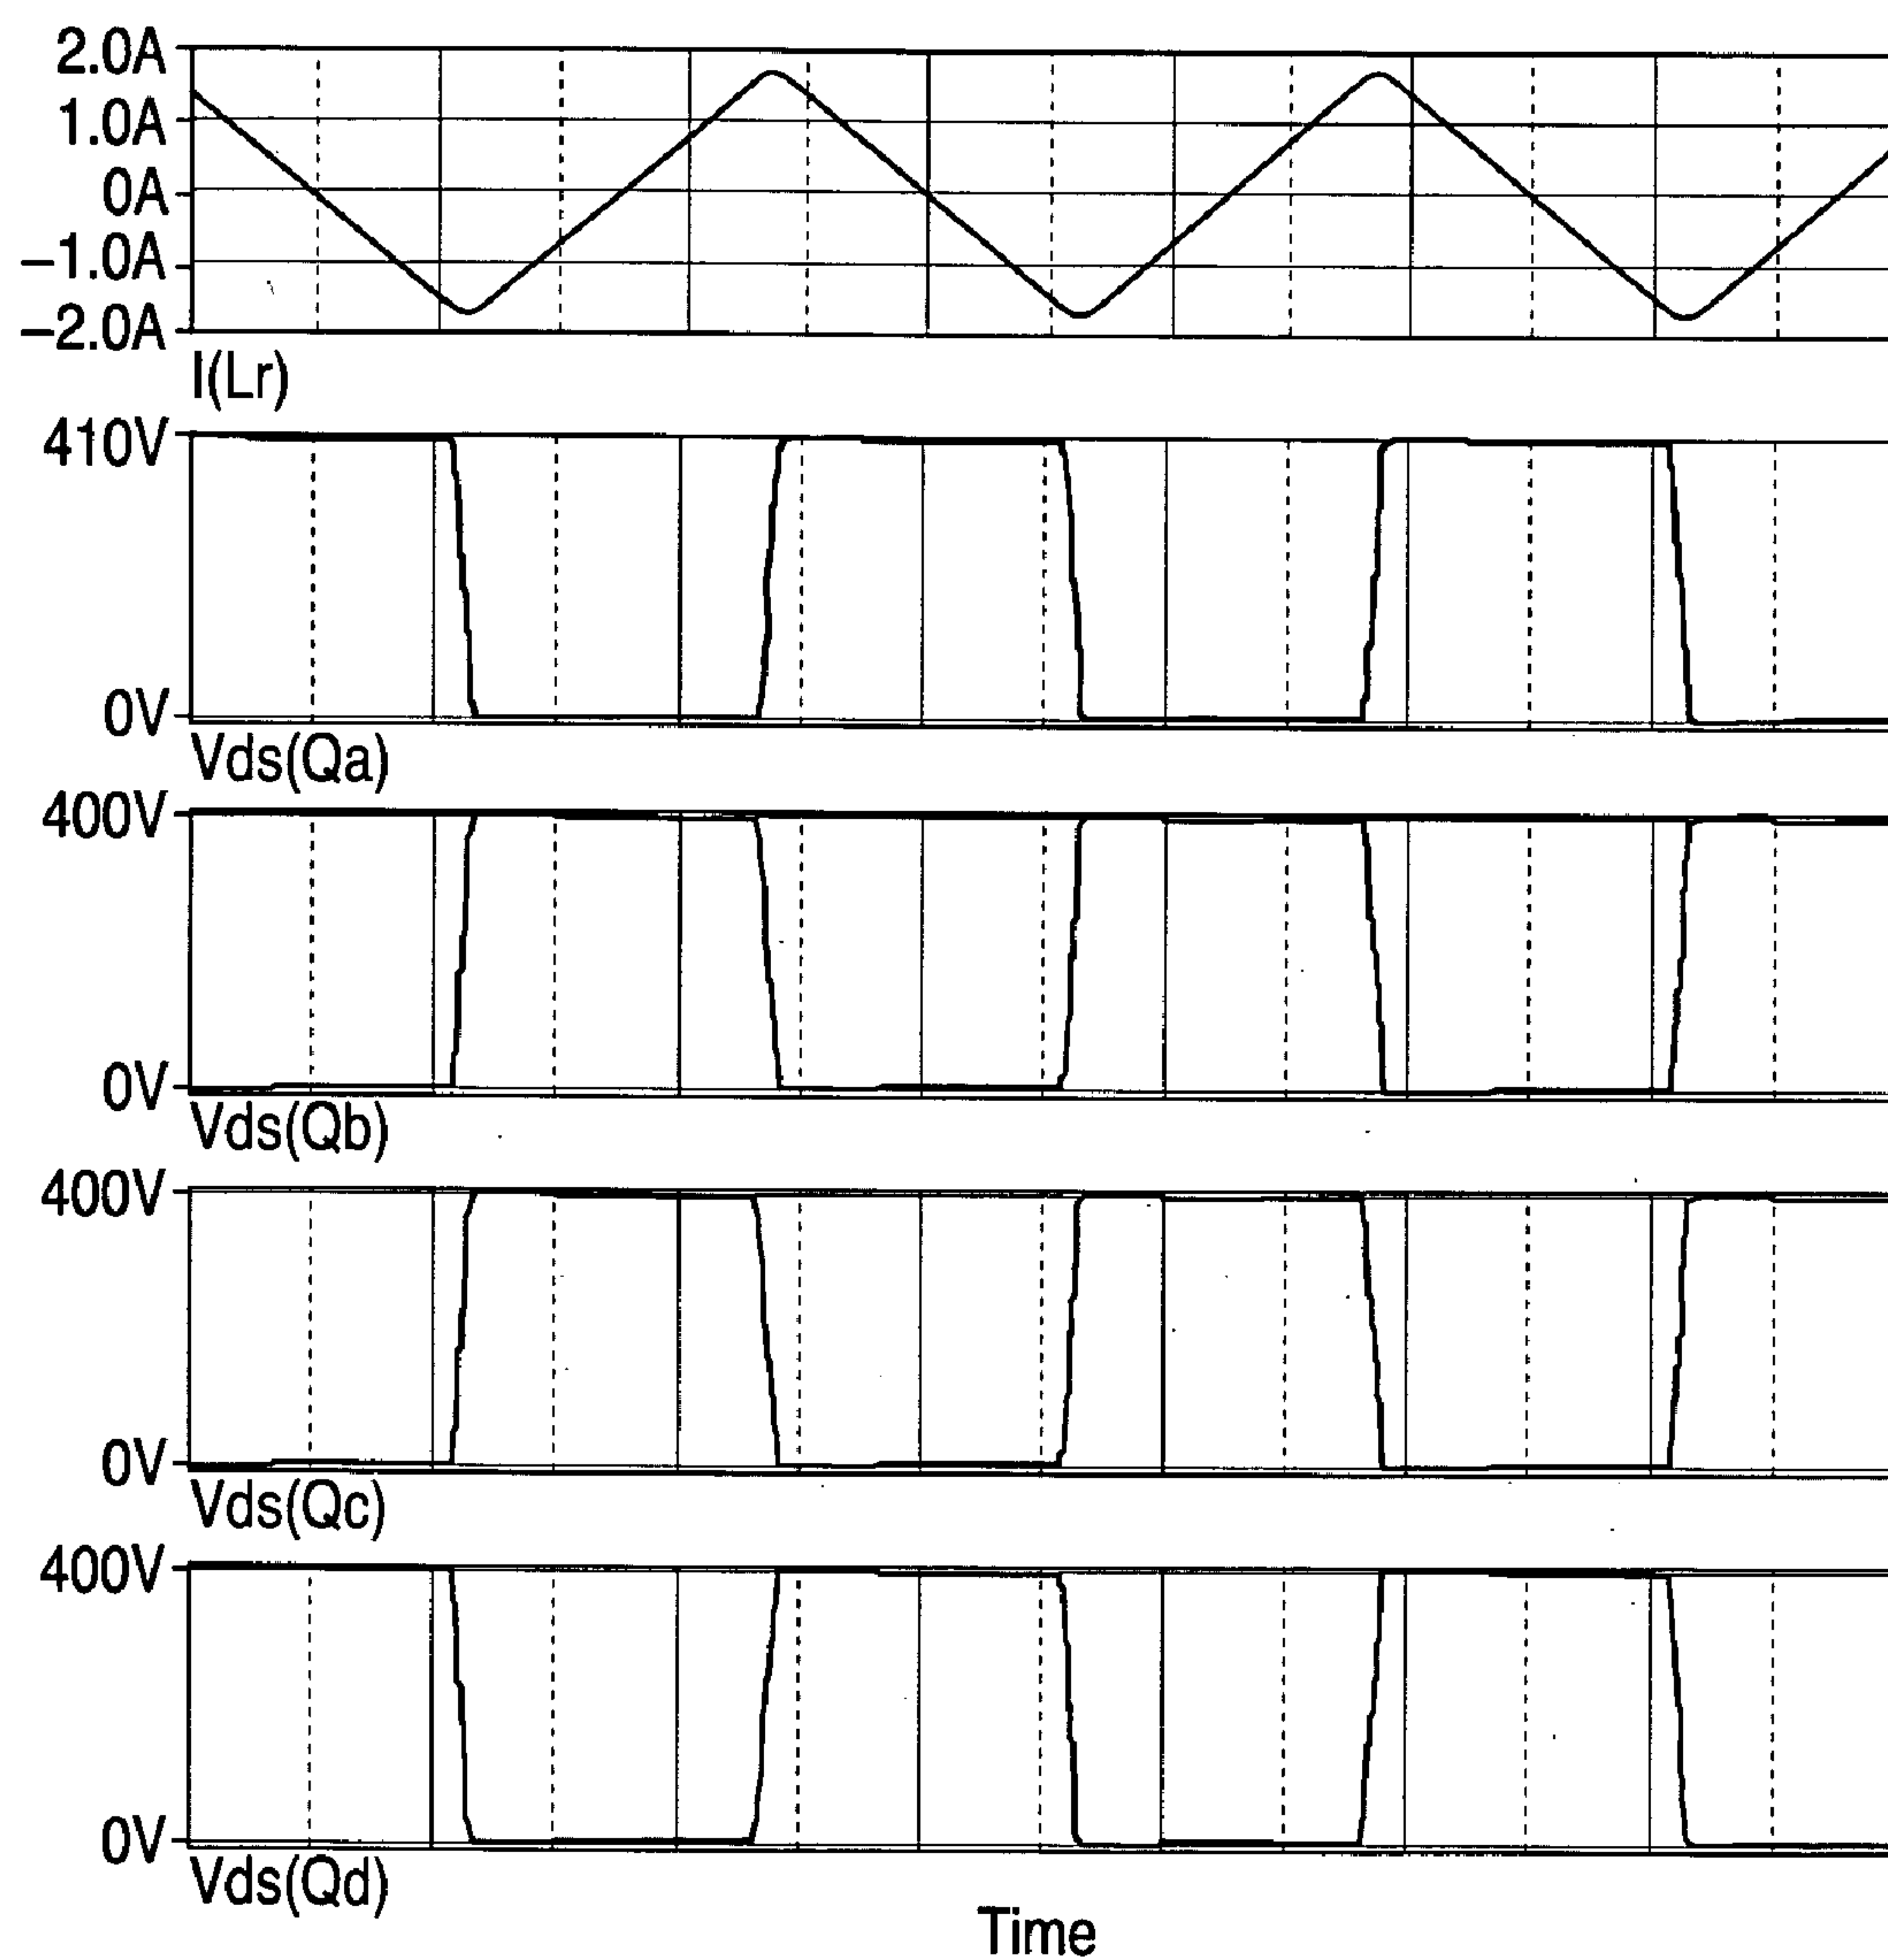 2.0A
1.0A
0A
–1.0A
–2.0A
I(Lr)
410V
0V
Vds(Qa)
400V
0V
Vds(Qb)
400V
0V
Vds(Qc)
400V
0V
Vds(Qd)
Time